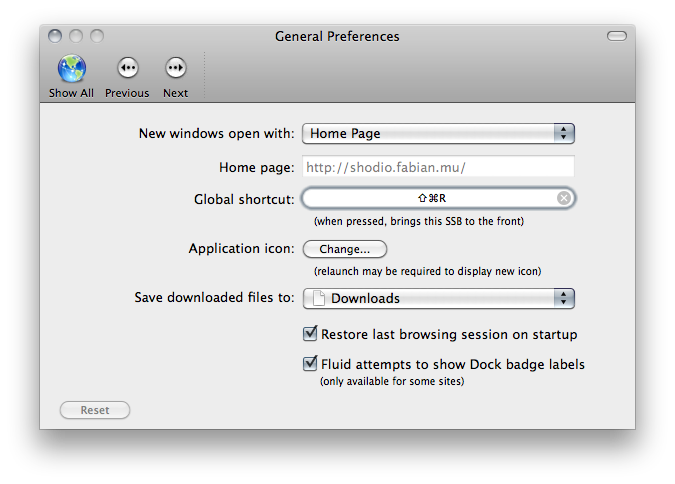 General Preferences
Show All Previous Next
New windows open with: Home Page
Home page: http://shodio.fabian.mu/
Global shortcut: ⇧⌘R
(when pressed, brings this SSB to the front)
Application icon: Change...
(relaunch may be required to display new icon)
Save downloaded files to: Downloads
Restore last browsing session on startup
Fluid attempts to show Dock badge labels
(only available for some sites)
Reset